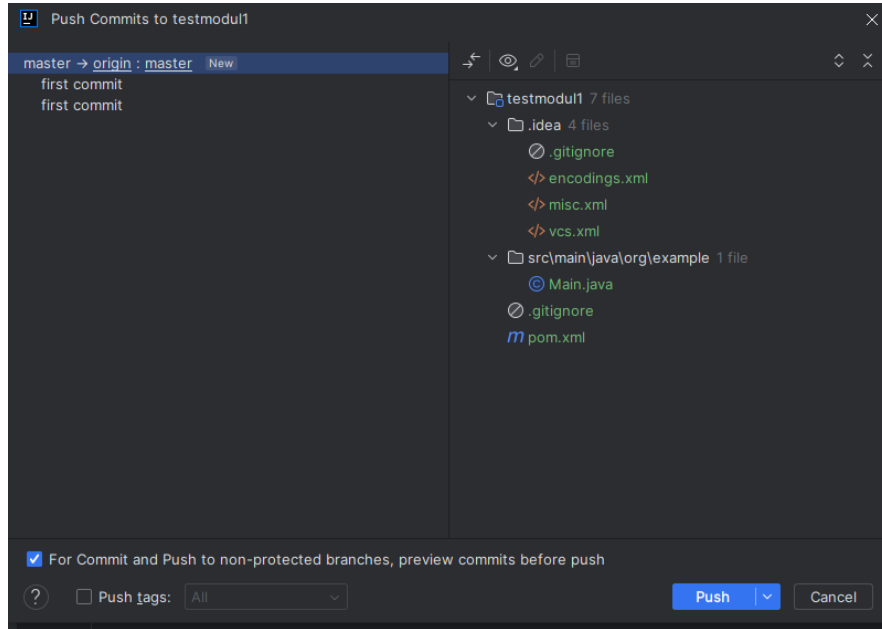 Push Commits to testmodul1
master → origin : master New
first commit
first commit
testmodul1 7 files
.idea 4 files
.gitignore
</> encodings.xml
</> misc.xml
</> vcs.xml
src\main\java\org\example 1 file
© Main.java
.gitignore
m pom.xml
For Commit and Push to non-protected branches, preview commits before push
? Push tags: All Push Cancel